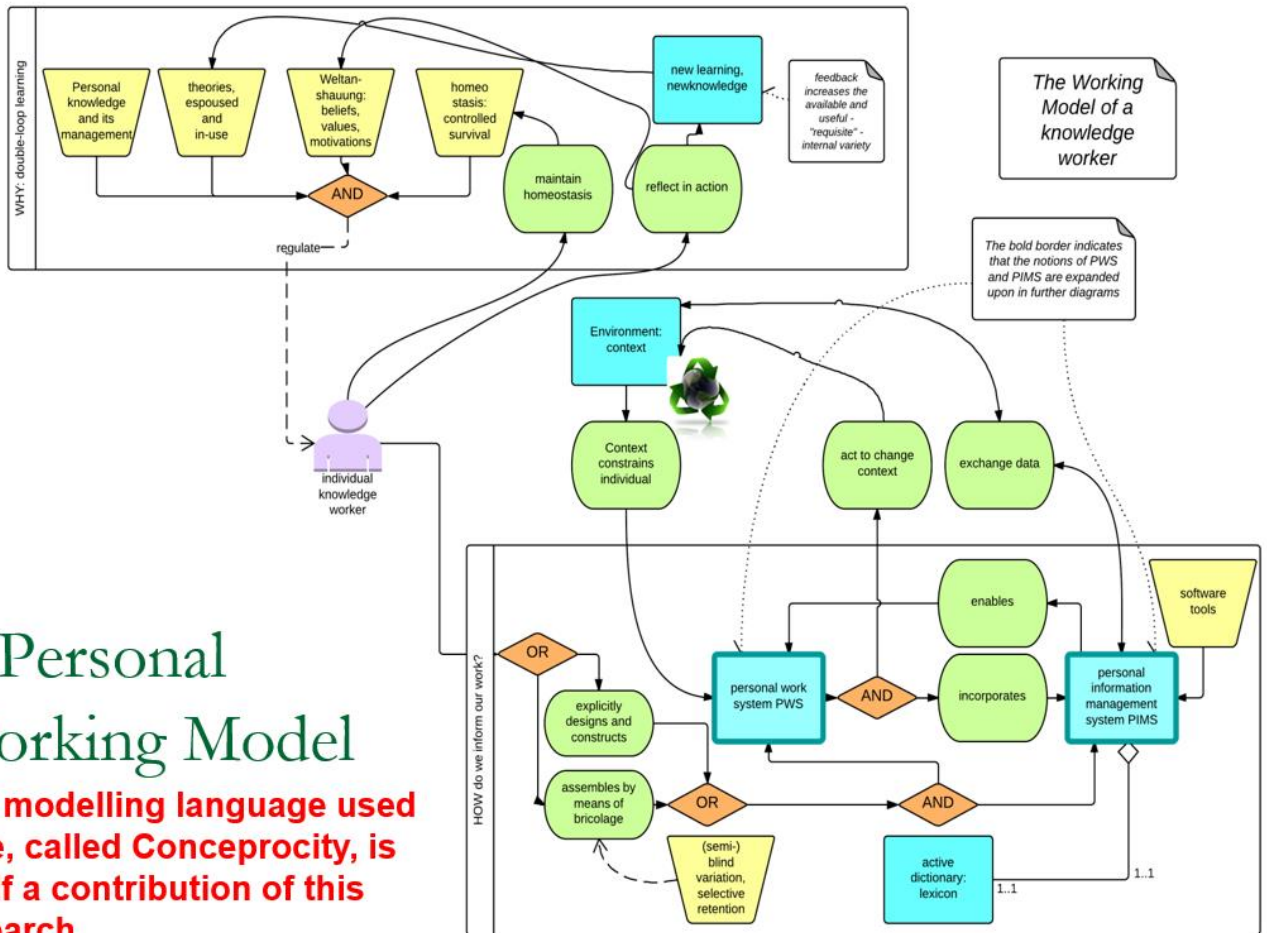 WHY: double-loop learning
Personal
knowledge
and its
management
theories,
espoused
and
in-use
Weltan-
shauung:
beliefs,
values,
motivations
homeo
stasis:
controlled
survival
AND
regulate
maintain
homeostasis
reflect in action
new learning,
newknowledge
feedback
increases the
available and
useful -
"requisite" -
internal variety
The Working
Model of a
knowledge
worker
The bold border indicates
that the notions of PWS
and PIMS are expanded
upon in further diagrams
Environment:
context
Context
constrains
individual
act to change
context
exchange data
individual
knowledge
worker
HOW do we inform our work?
OR
explicitly
designs and
constructs
assembles by
means of
bricolage
OR
(semi-)
blind
variation,
selective
retention
personal work
system PWS
AND
enables
incorporates
personal
information
management
system PIMS
software
tools
AND
active
dictionary:
lexicon
1..1
1..1
Personal
orking Model
modelling language used
e, called Conceprocity, is
f a contribution of this
earch